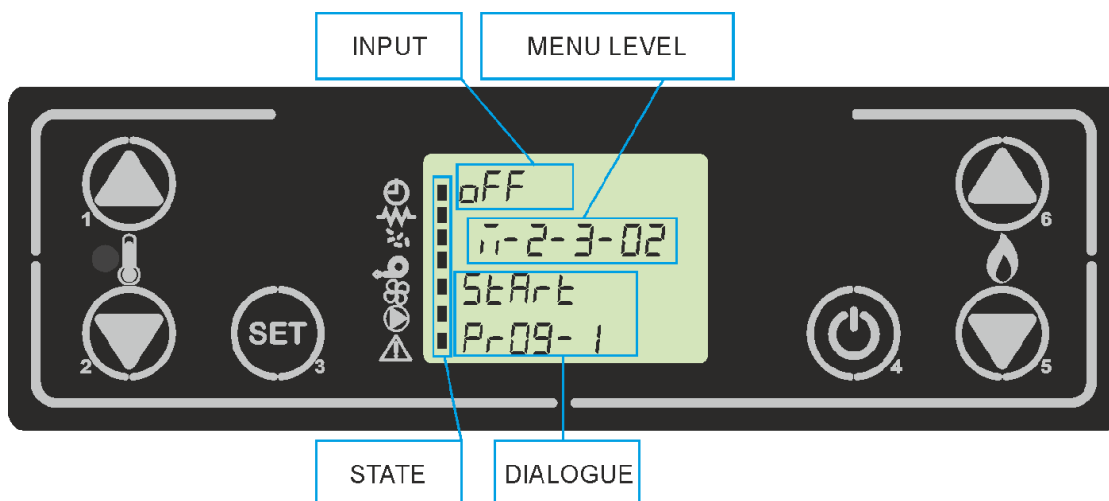 INPUT
MENU LEVEL
1
6
oFF
m-2-3-02
StArt
Pr09-1
2
SET
3
4
5
STATE
DIALOGUE